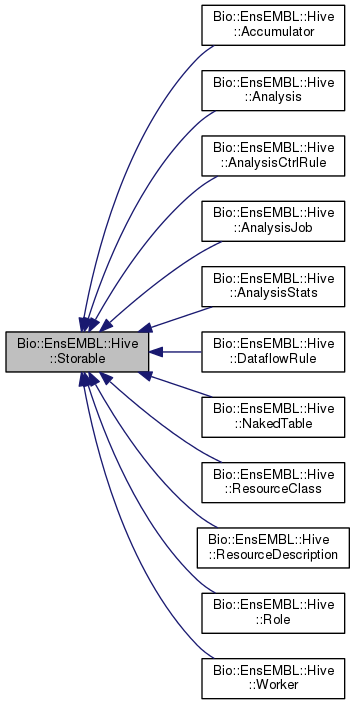 Bio::EnsEMBL::Hive
::Accumulator
Bio::EnsEMBL::Hive
::Analysis
Bio::EnsEMBL::Hive
::AnalysisCtrlRule
Bio::EnsEMBL::Hive
::AnalysisJob
Bio::EnsEMBL::Hive
::AnalysisStats
Bio::EnsEMBL::Hive
::Storable
Bio::EnsEMBL::Hive
::DataflowRule
Bio::EnsEMBL::Hive
::NakedTable
Bio::EnsEMBL::Hive
::ResourceClass
Bio::EnsEMBL::Hive
::ResourceDescription
Bio::EnsEMBL::Hive
::Role
Bio::EnsEMBL::Hive
::Worker